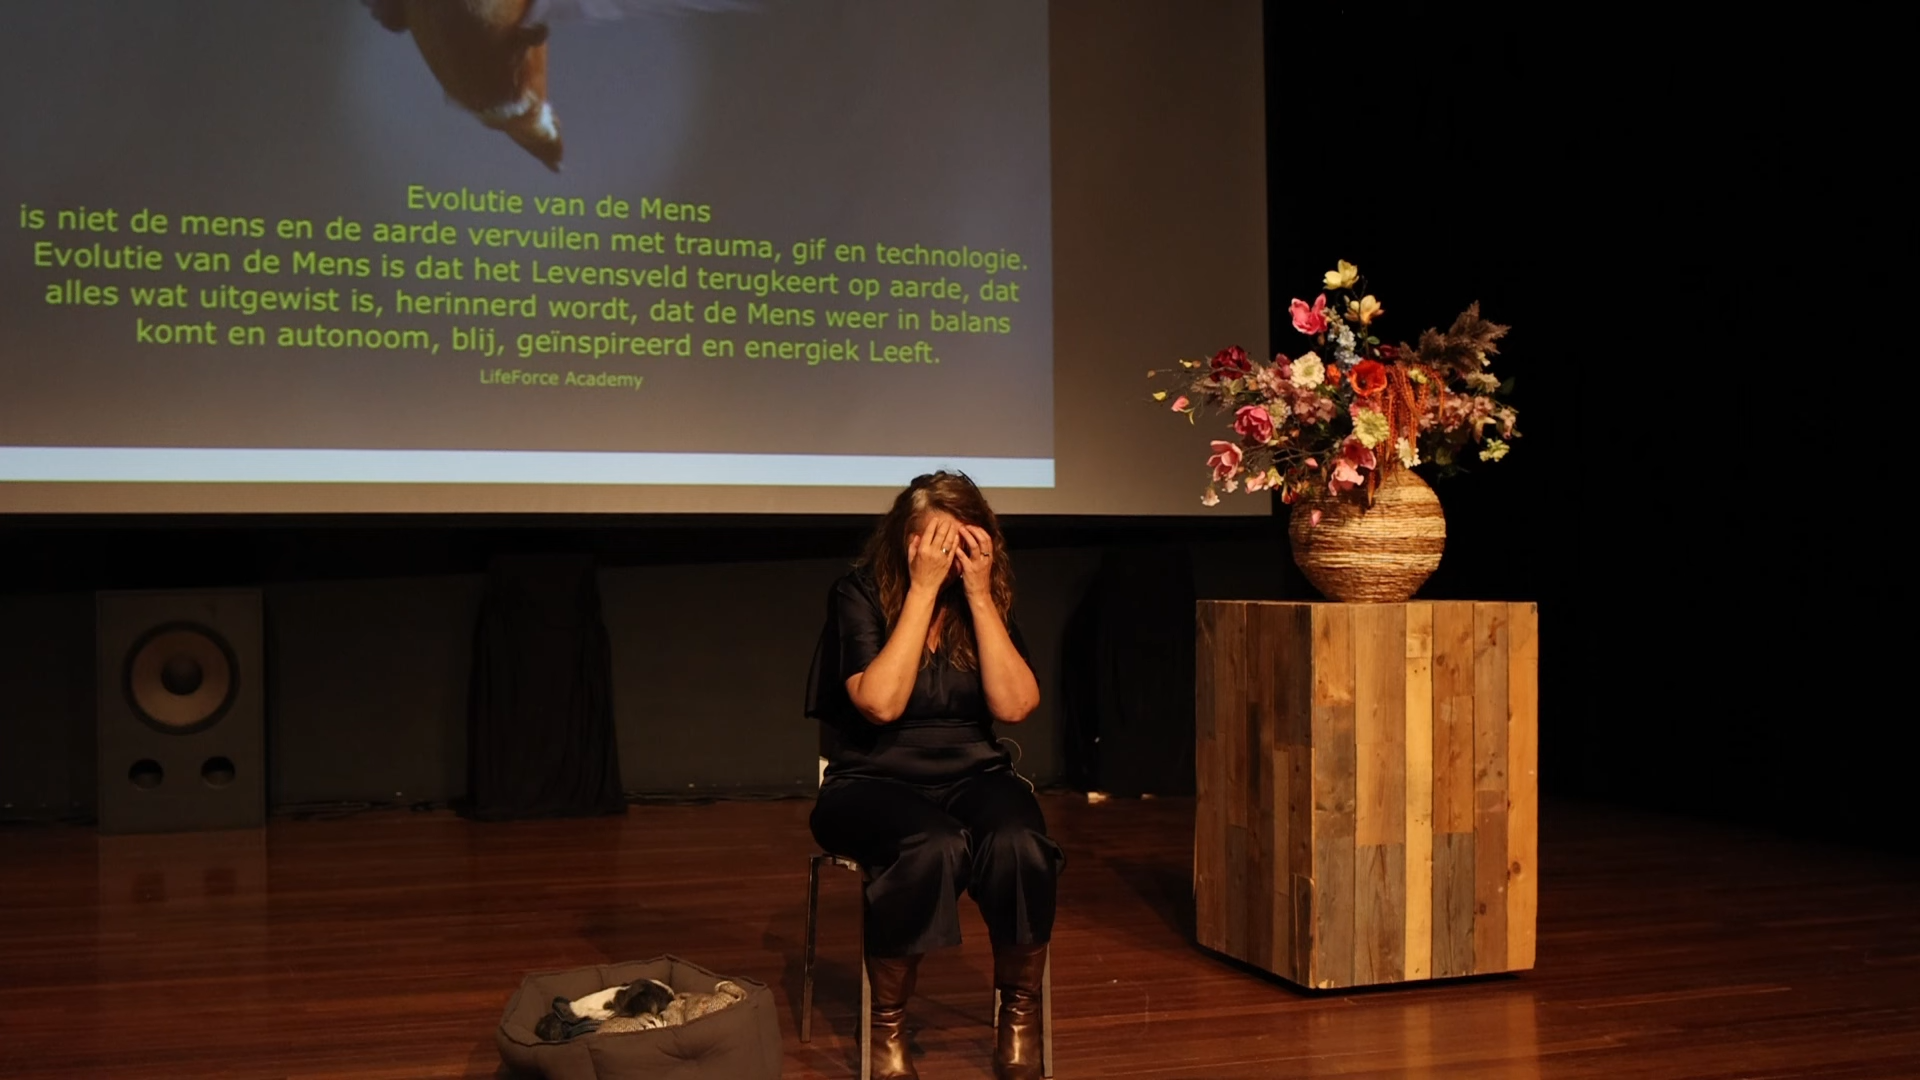 Evolutie van de Mens
is niet de mens en de aarde vervuilen met trauma, gif en technologie.
Evolutie van de Mens is dat het Levensveld terugkeert op aarde, dat
alles wat uitgewist is, herinnerd wordt, dat de Mens weer in balans
komt en autonoom, blij, geïnspireerd en energiek Leeft.
LifeForce Academy